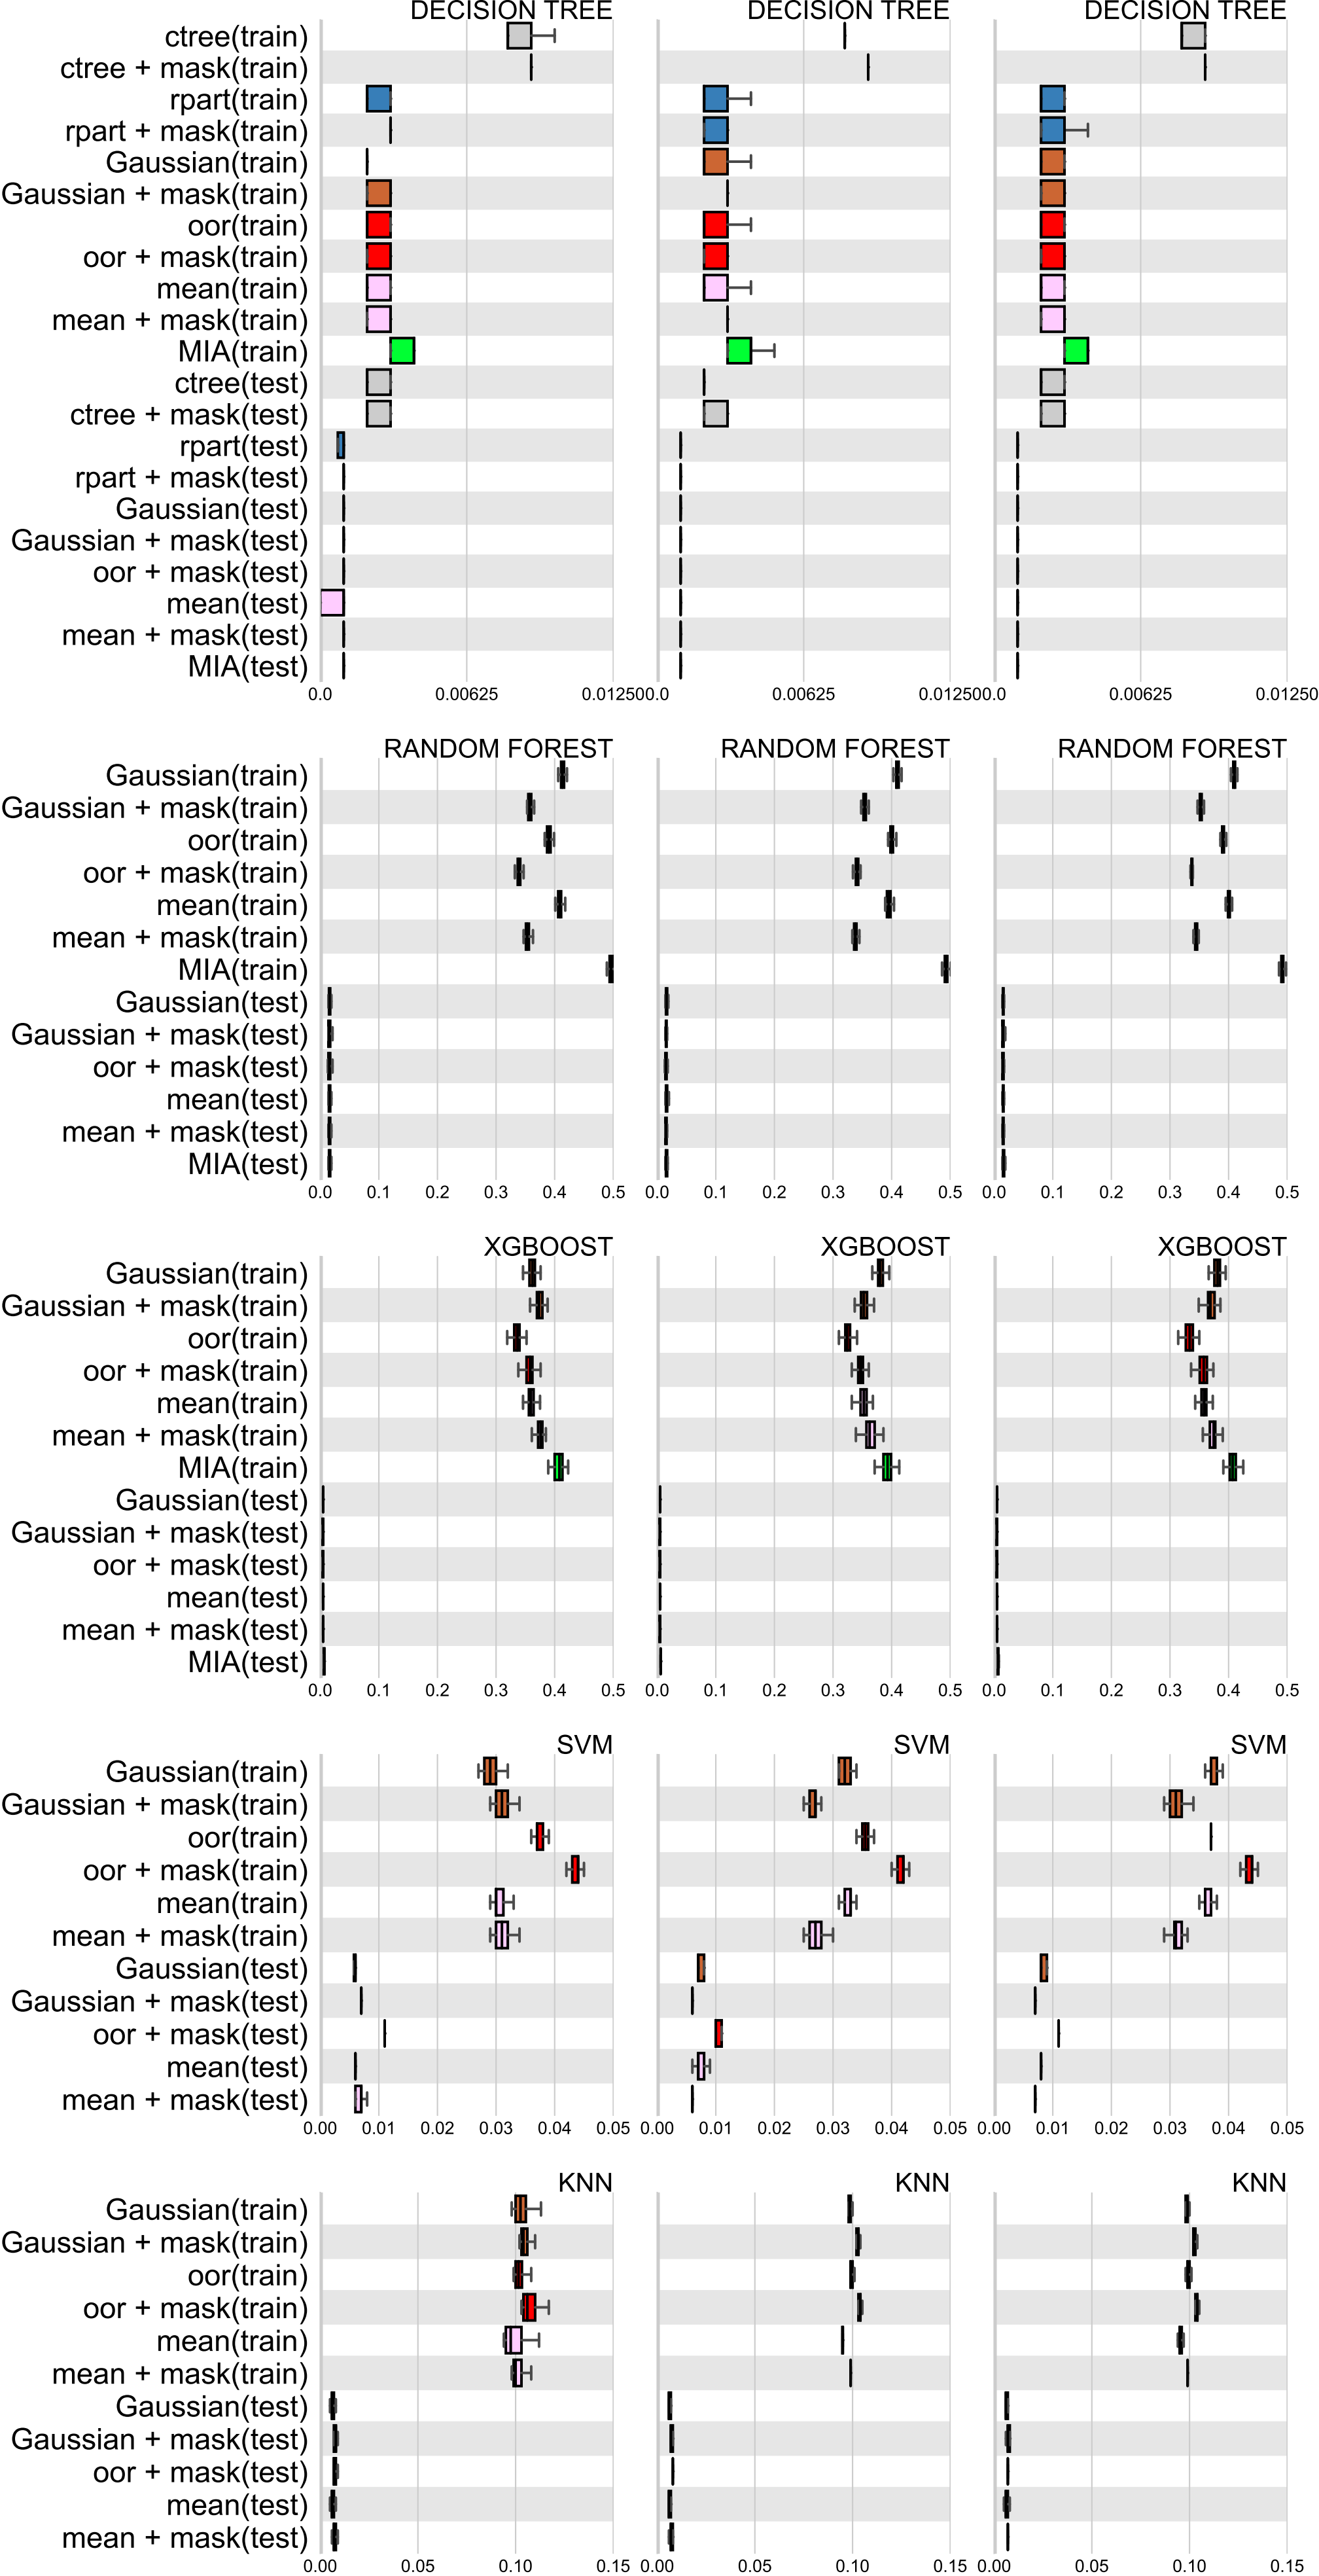 DECISION TREE DECISION TREE DECISION TREE
ctree(train)
ctree + mask(train)
rpart(train)
rpart + mask(train)
Gaussian(train)
Gaussian + mask(train)
oor(train)
oor + mask(train)
mean(train)
mean + mask(train)
MIA(train)
ctree(test)
ctree + mask(test)
rpart(test)
rpart + mask(test)
Gaussian(test)
Gaussian + mask(test)
oor + mask(test)
mean(test)
mean + mask(test)
MIA(test)
0.0 0.00625 0.01250 0.0 0.00625 0.01250 0.0 0.00625 0.01250
RANDOM FOREST RANDOM FOREST RANDOM FOREST
Gaussian(train)
Gaussian + mask(train)
oor(train)
oor + mask(train)
mean(train)
mean + mask(train)
MIA(train)
Gaussian(test)
Gaussian + mask(test)
oor + mask(test)
mean(test)
mean + mask(test)
MIA(test)
0.0 0.1 0.2 0.3 0.4 0.5 0.0 0.1 0.2 0.3 0.4 0.5 0.0 0.1 0.2 0.3 0.4 0.5
XGBOOST XGBOOST XGBOOST
Gaussian(train)
Gaussian + mask(train)
oor(train)
oor + mask(train)
mean(train)
mean + mask(train)
MIA(train)
Gaussian(test)
Gaussian + mask(test)
oor + mask(test)
mean(test)
mean + mask(test)
MIA(test)
0.0 0.1 0.2 0.3 0.4 0.5 0.0 0.1 0.2 0.3 0.4 0.5 0.0 0.1 0.2 0.3 0.4 0.5
SVM SVM SVM
Gaussian(train)
Gaussian + mask(train)
oor(train)
oor + mask(train)
mean(train)
mean + mask(train)
Gaussian(test)
Gaussian + mask(test)
oor + mask(test)
mean(test)
mean + mask(test)
0.00 0.01 0.02 0.03 0.04 0.05 0.00 0.01 0.02 0.03 0.04 0.05 0.00 0.01 0.02 0.03 0.04 0.05
KNN KNN KNN
Gaussian(train)
Gaussian + mask(train)
oor(train)
oor + mask(train)
mean(train)
mean + mask(train)
Gaussian(test)
Gaussian + mask(test)
oor + mask(test)
mean(test)
mean + mask(test)
0.00 0.05 0.10 0.15 0.00 0.05 0.10 0.15 0.00 0.05 0.10 0.15